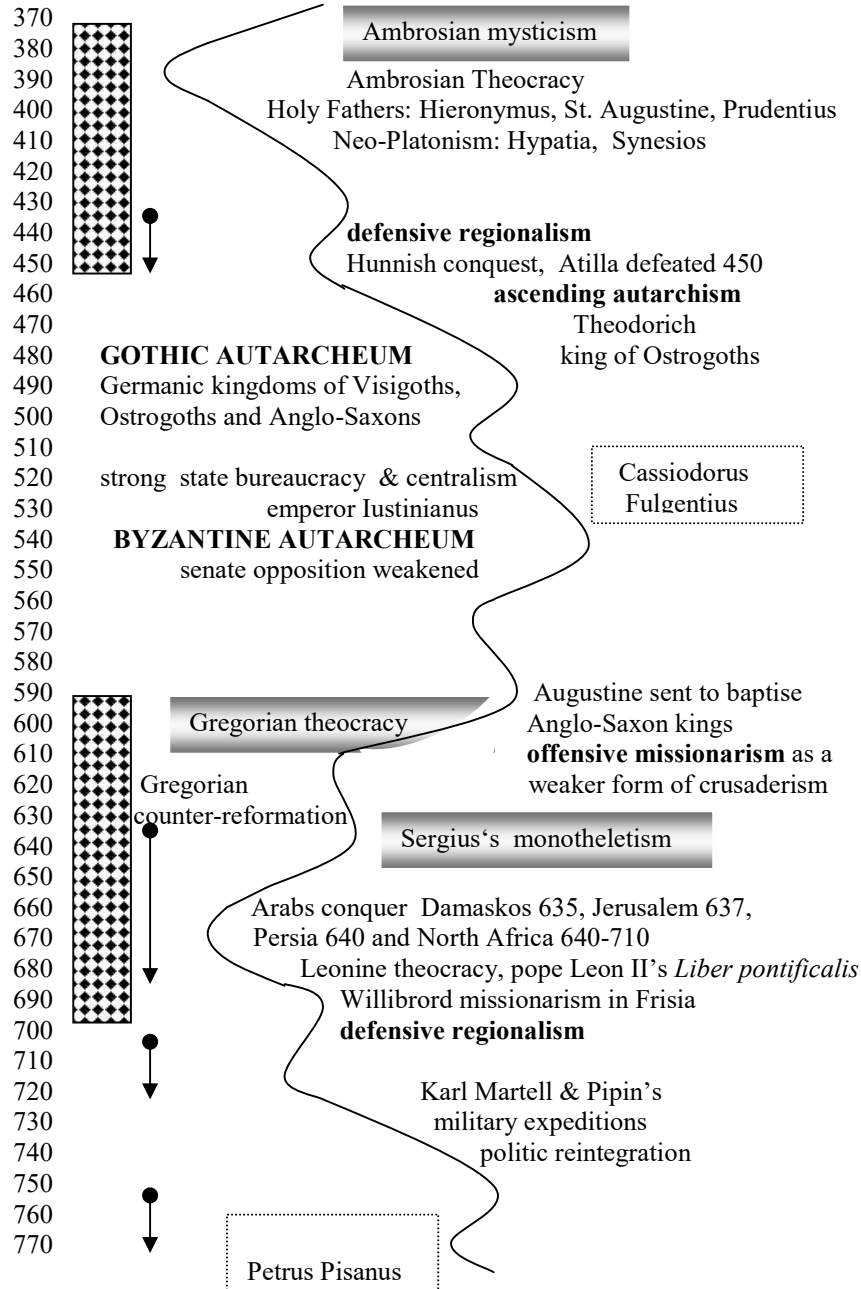 370
380
390
400
410
420
430
440
450
460
470
480
490
500
510
520
530
540
550
560
570
580
590
600
610
620
630
640
650
660
670
680
690
700
710
720
730
740
750
760
770
Ambrosian mysticism
Ambrosian Theocracy
Holy Fathers: Hieronymus, St. Augustine, Prudentius
Neo-Platonism: Hypatia, Synesios
defensive regionalism
Hunnish conquest, Atilla defeated 450
ascending autarchism
Theodorich
king of Ostrogoths
GOTHIC AUTARCHEUM
Germanic kingdoms of Visigoths,
Ostrogoths and Anglo-Saxons
strong state bureaucracy & centralism
emperor Iustinianus
BYZANTINE AUTARCHEUM
senate opposition weakened
Cassiodorus
Fulgentius
Augustine sent to baptise
Anglo-Saxon kings
offensive missionarism as a
weaker form of crusaderism
Gregorian theocracy
Gregorian
counter-reformation
Sergius‘s monotheletism
Arabs conquer Damaskos 635, Jerusalem 637,
Persia 640 and North Africa 640-710
Leonine theocracy, pope Leon II’s Liber pontificalis
Willibrord missionarism in Frisia
defensive regionalism
Karl Martell & Pipin’s
military expeditions
politic reintegration
Petrus Pisanus